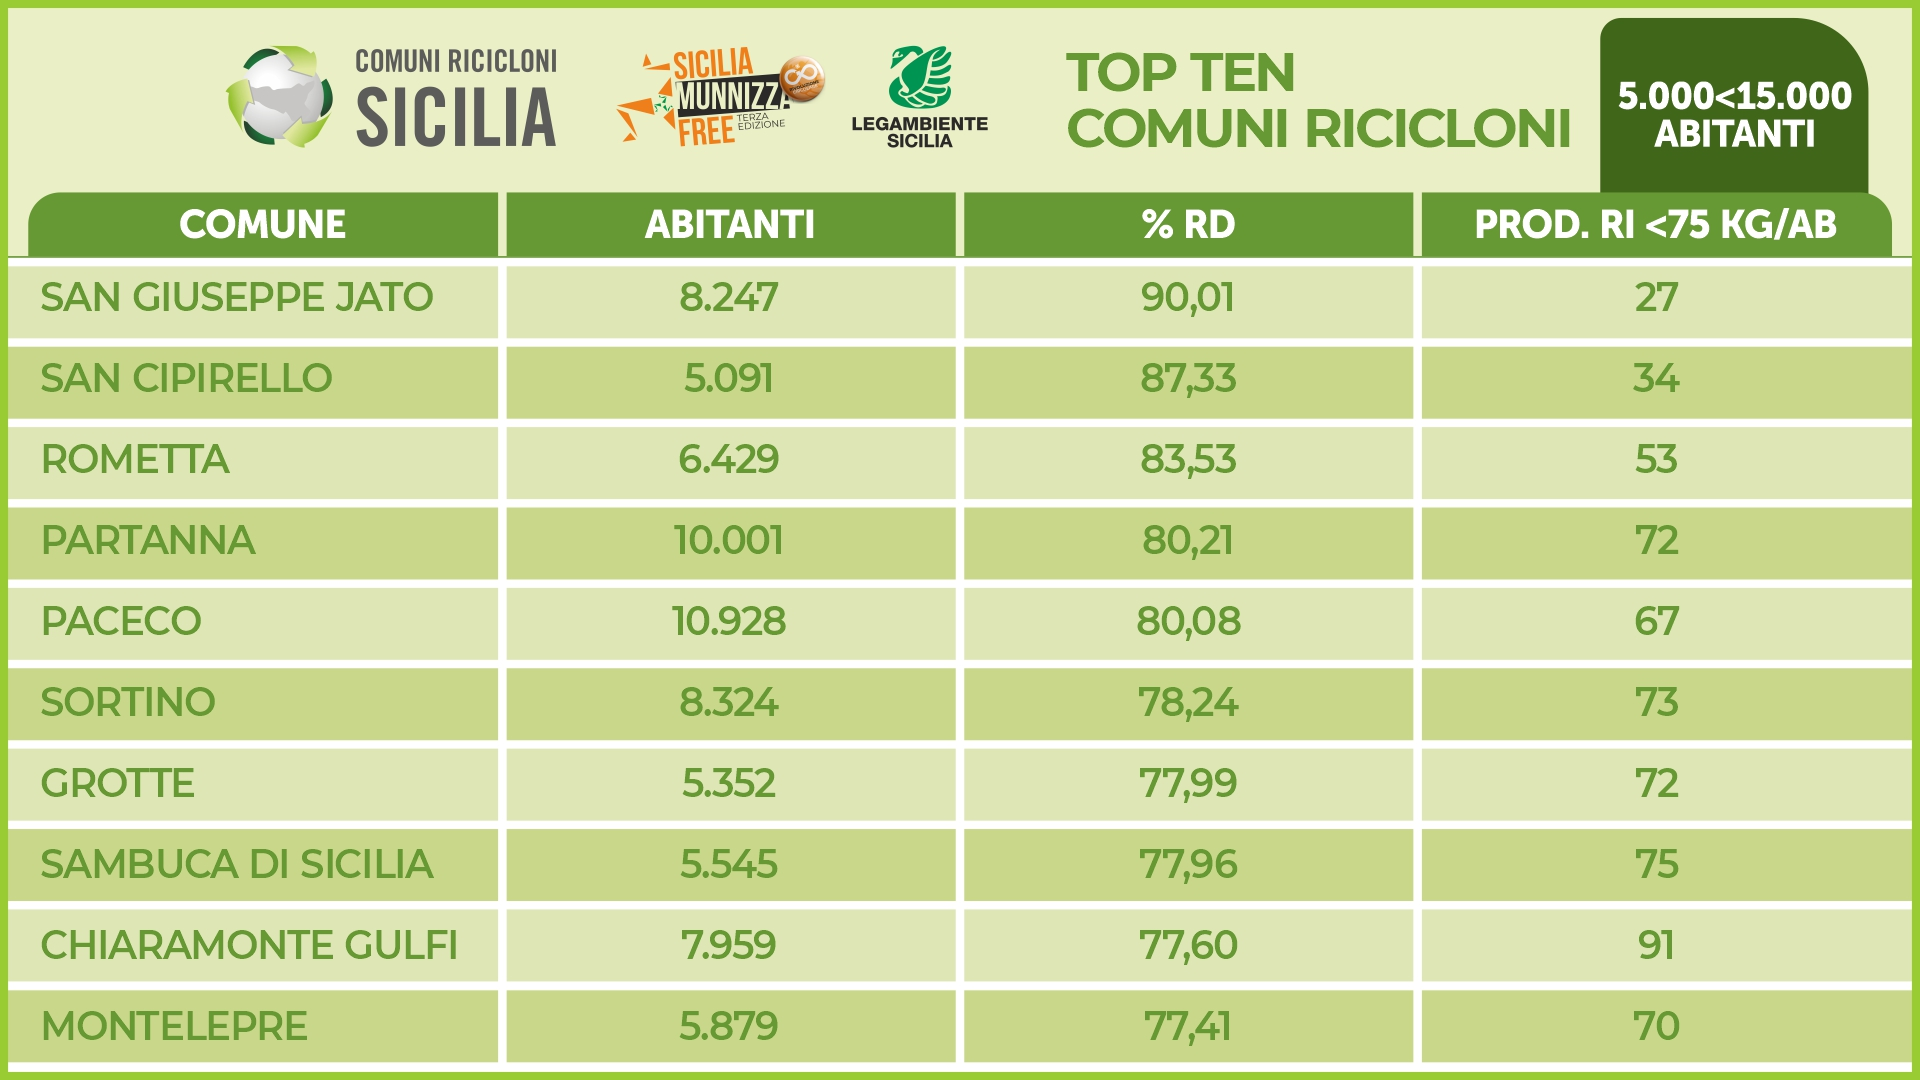 COMUNI RICICLONI
SICILIA
SICILIA
MUNNIZZA
FREE
TERZA
EDIZIONE
LEGAMBIENTE
SICILIA
TOP TEN
COMUNI RICICLONI
5.000<15.000
ABITANTI
COMUNE ABITANTI % RD PROD. RI <75 KG/AB
SAN GIUSEPPE JATO 8.247 90,01 27
SAN CIPIRELLO 5.091 87,33 34
ROMETTA 6.429 83,53 53
PARTANNA 10.001 80,21 72
PACECO 10.928 80,08 67
SORTINO 8.324 78,24 73
GROTTE 5.352 77,99 72
SAMBUCA DI SICILIA 5.545 77,96 75
CHIARAMONTE GULFI 7.959 77,60 91
MONTELEPRE 5.879 77,41 70